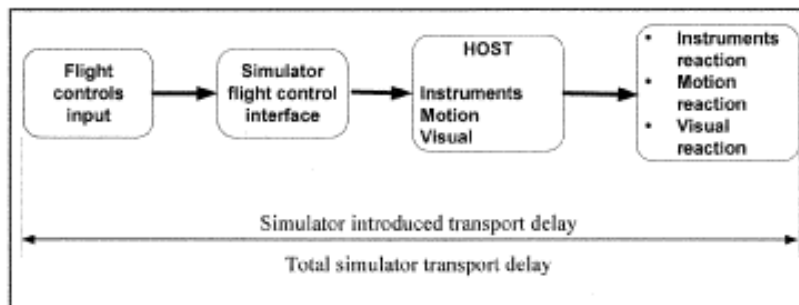 Flight
controls
input
Simulator
flight control
interface
HOST
Instruments
Motion
Visual
• Instruments
reaction
• Motion
reaction
• Visual
reaction
Simulator introduced transport delay
Total simulator transport delay